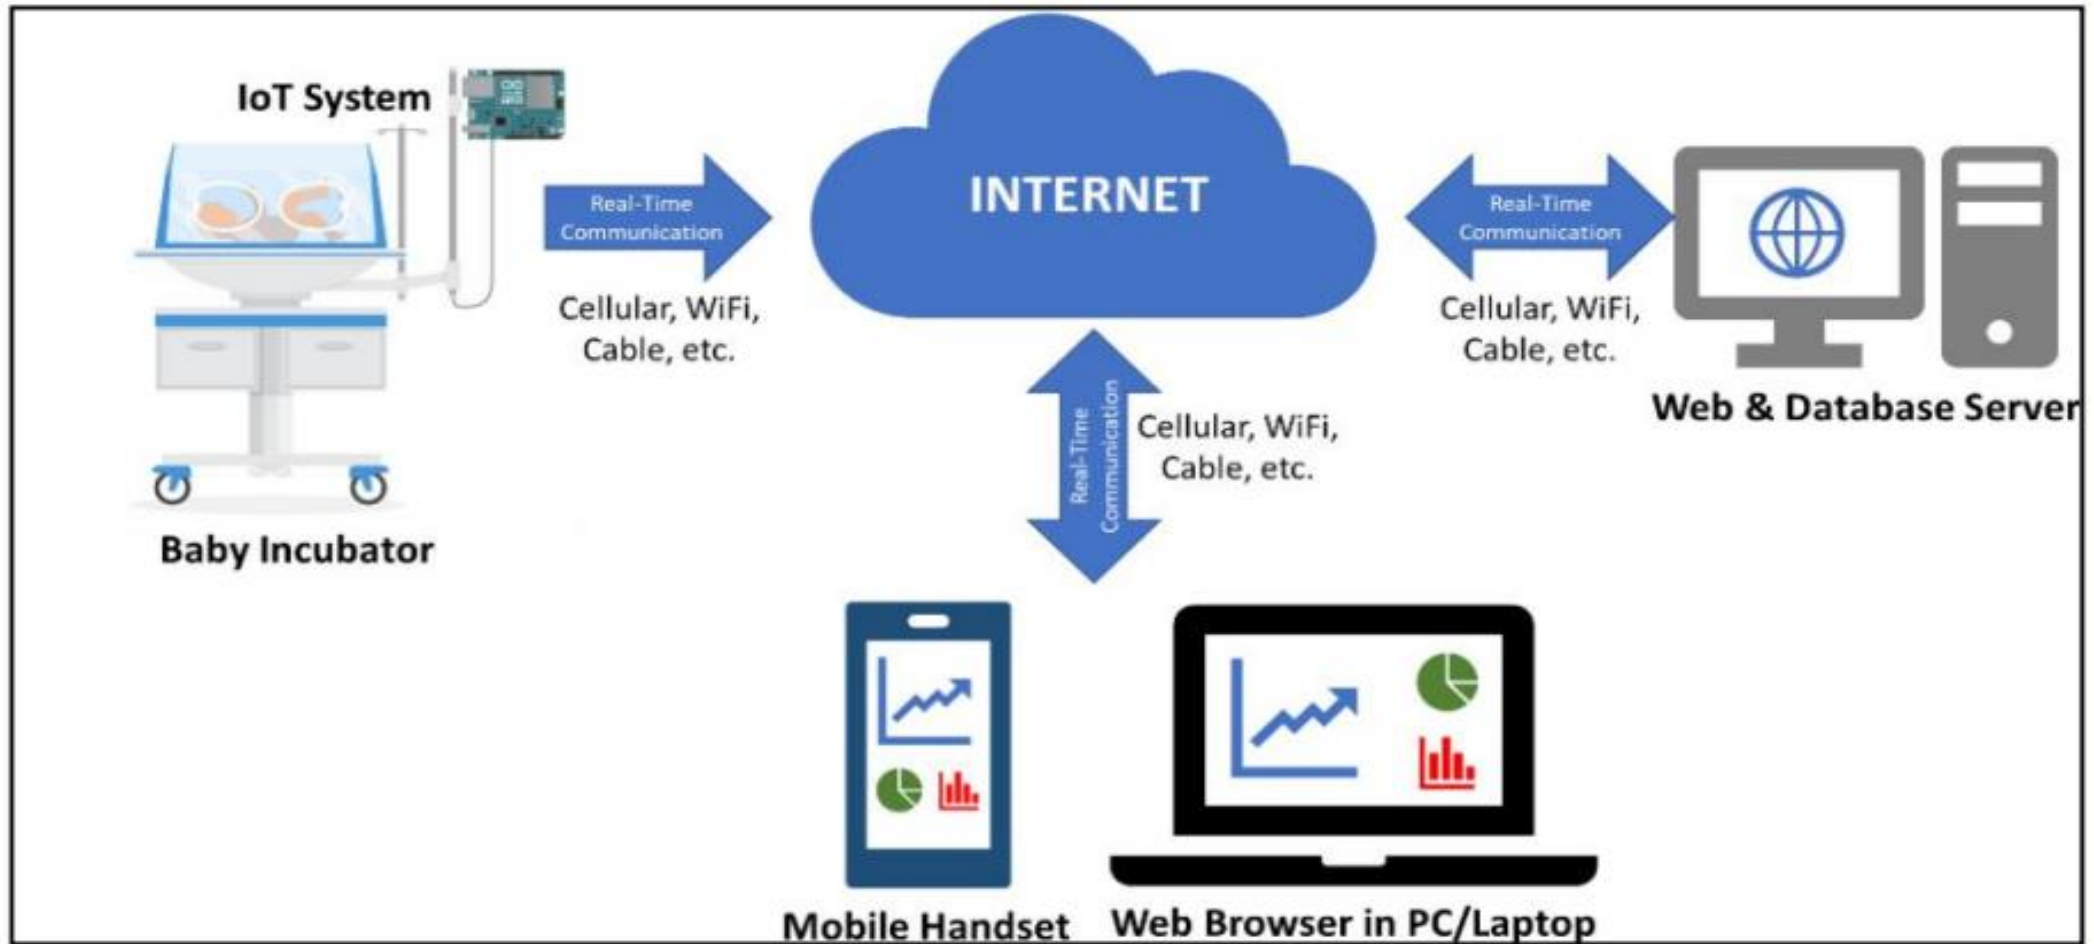 IoT System
Real-Time
Communication
Cellular, WiFi,
Cable, etc.
Baby Incubator
INTERNET
Real-Time
Communication
Cellular, WiFi,
Cable, etc.
Web & Database Server
Real-Time
Communication
Cellular, WiFi,
Cable, etc.
Mobile Handset
Web Browser in PC/Laptop